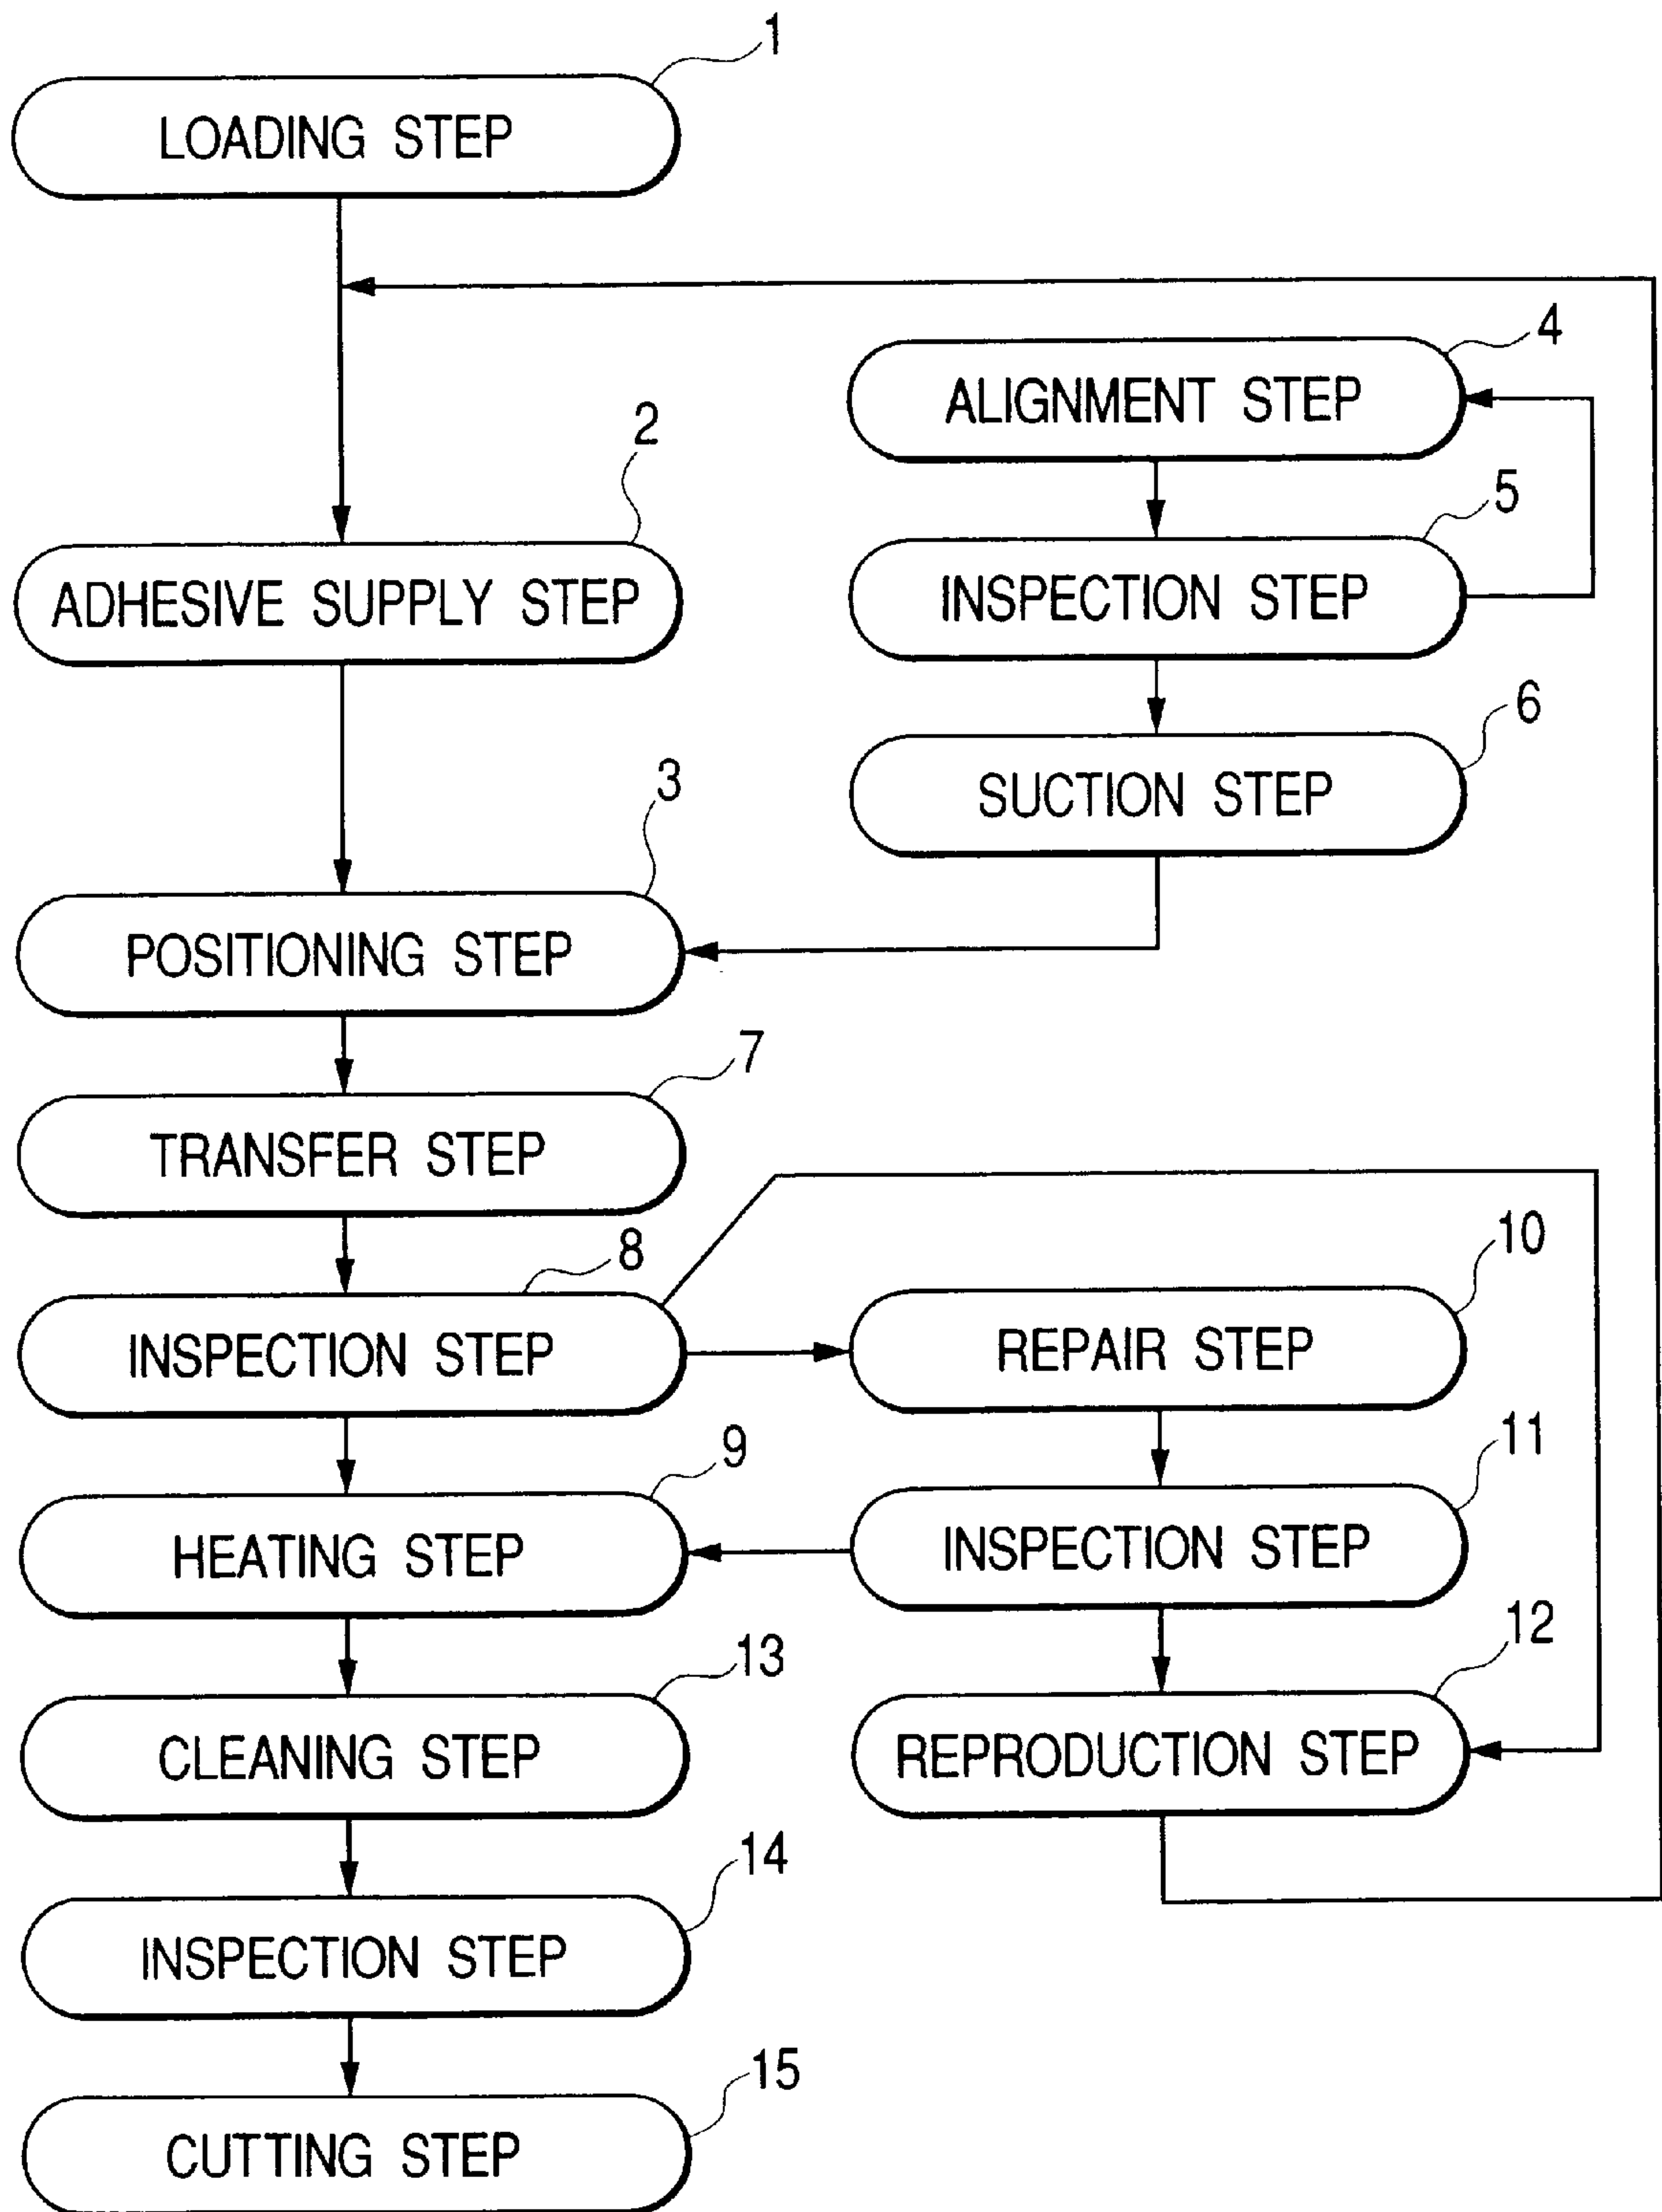 1
LOADING STEP
4
ALIGNMENT STEP
2
5
ADHESIVE SUPPLY STEP
INSPECTION STEP
6
3
SUCTION STEP
POSITIONING STEP
7
TRANSFER STEP
8
10
INSPECTION STEP
REPAIR STEP
9
11
HEATING STEP
INSPECTION STEP
13
12
CLEANING STEP
REPRODUCTION STEP
14
INSPECTION STEP
15
CUTTING STEP